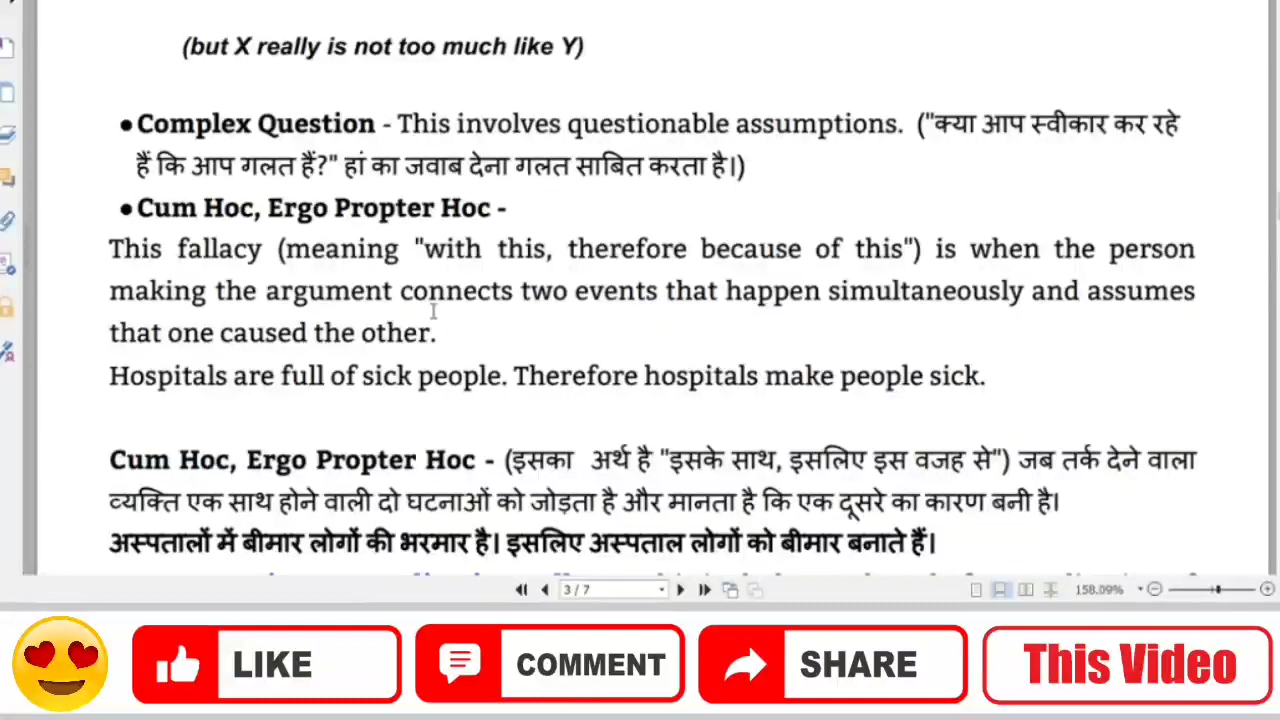 (but X really is not too much like Y)
●Complex Question - This involves questionable assumptions. ("क्या आप स्वीकार कर रहे
हैं कि आप गलत हैं?" हां का जवाब देना गलत साबित करता है।)
●Cum Hoc, Ergo Propter Hoc -
This fallacy (meaning "with this, therefore because of this") is when the person
making the argument connects two events that happen simultaneously and assumes
that one caused the other.
Hospitals are full of sick people. Therefore hospitals make people sick.
Cum Hoc, Ergo Propter Hoc - (इसका अर्थ है "इसके साथ, इसलिए इस वजह से") जब तर्क देने वाला
व्यक्ति एक साथ होने वाली दो घटनाओं को जोड़ता है और मानता है कि एक दूसरे का कारण बनी है।
अस्पतालों में बीमार लोगों की भरमार है। इसलिए अस्पताल लोगों को बीमार बनाते हैं।
3 / 7
158.09%
LIKE
COMMENT
SHARE
This Video